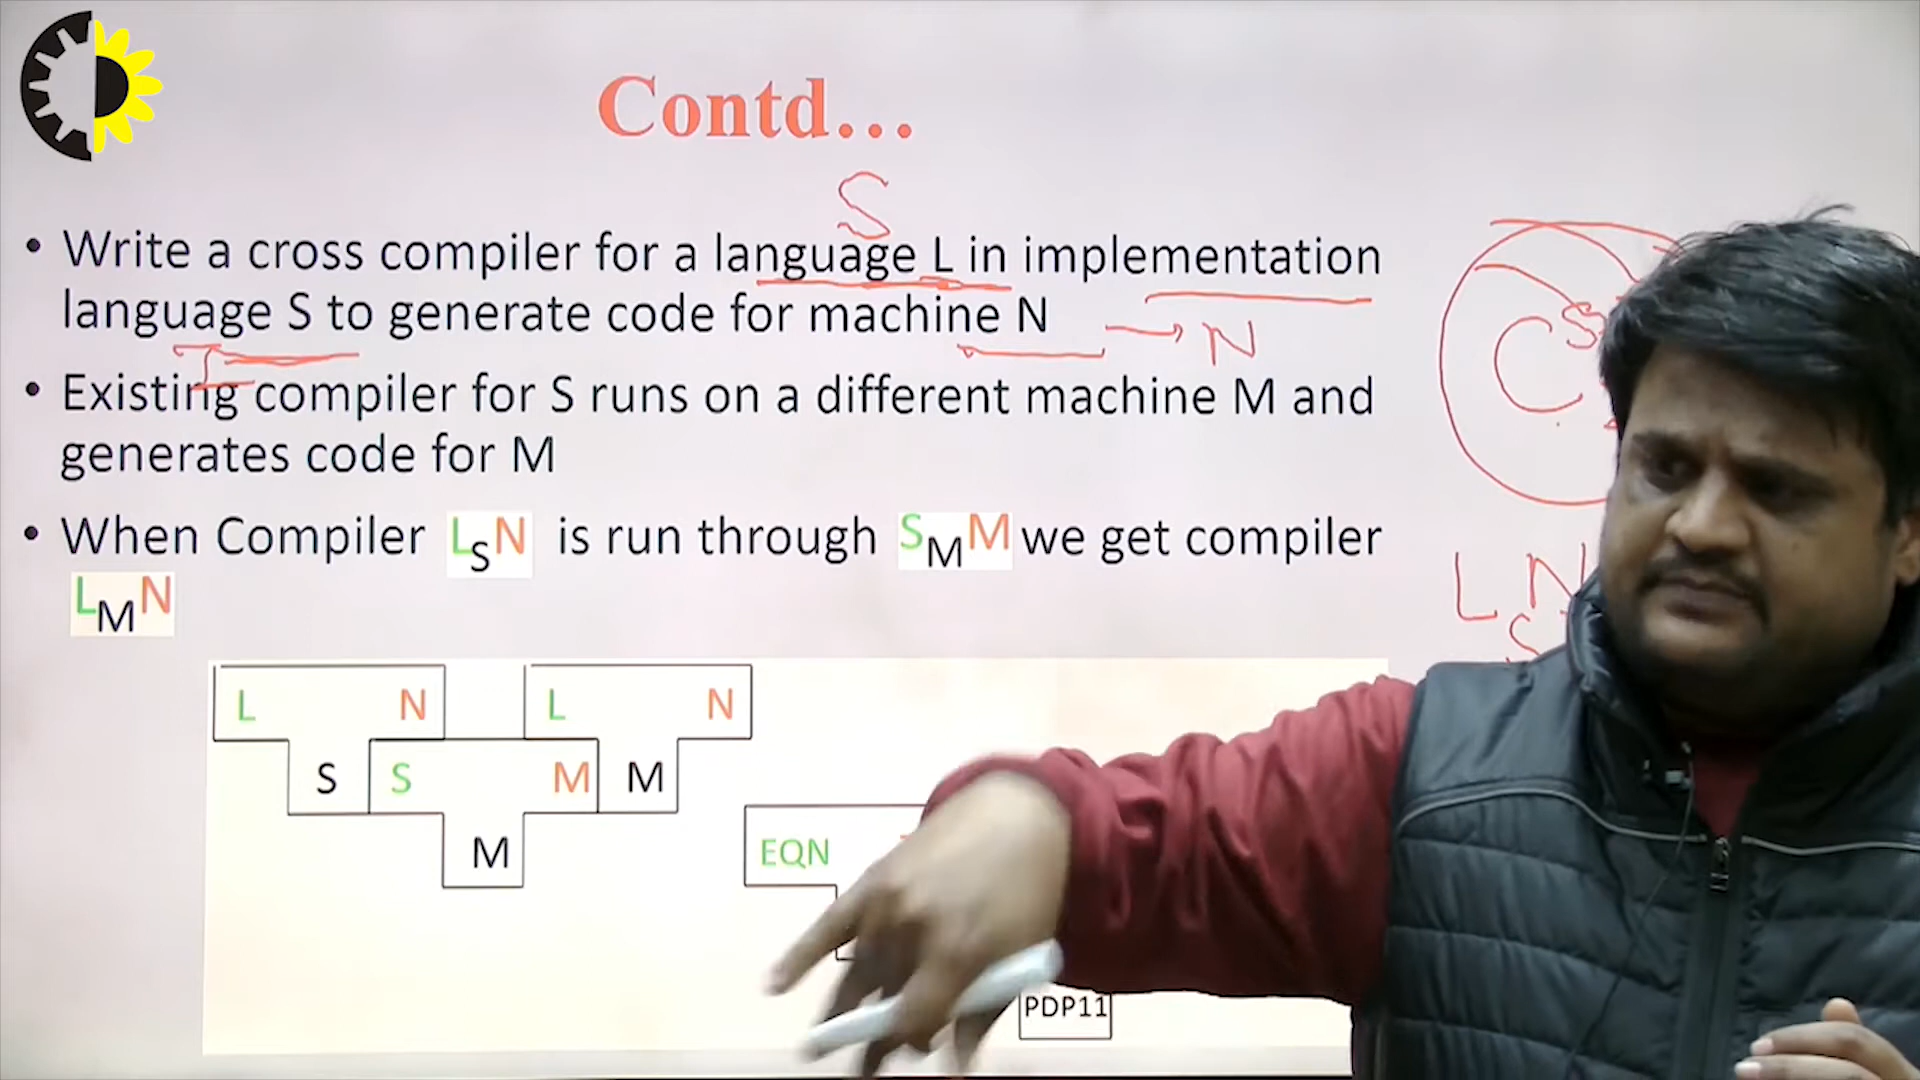 Contd...
S
• Write a cross compiler for a language L in implementation
language S to generate code for machine N
→ N
I
• Existing compiler for S runs on a different machine M and
generates code for M
C S
• When Compiler LSN is run through SMM we get compiler
LMN
L N
S
L N L N
S S M M
M
EQN
PDP11